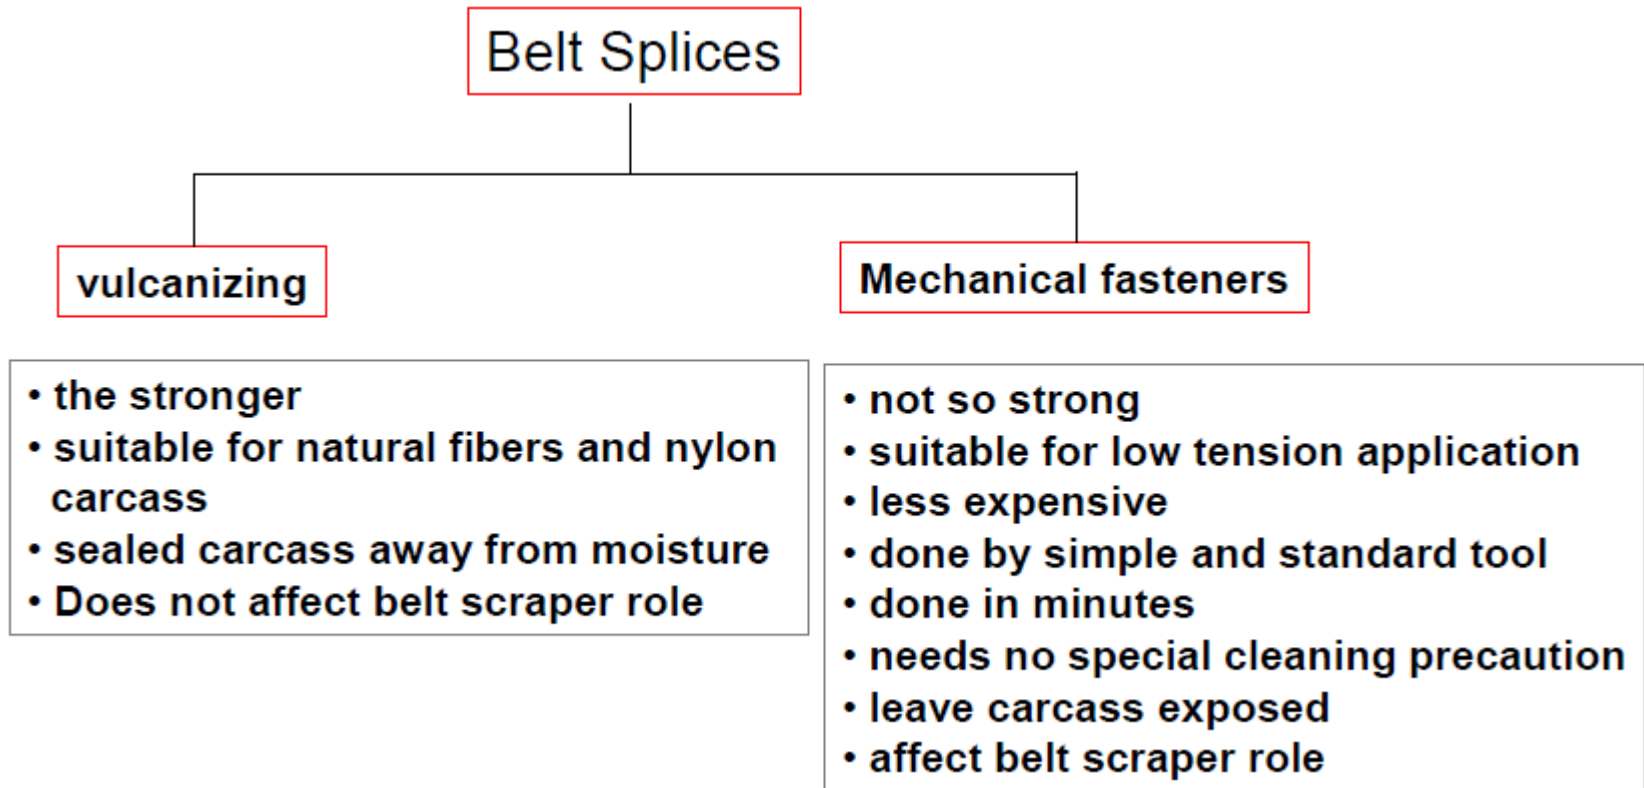 Belt Splices
vulcanizing
Mechanical fasteners
• the stronger
• suitable for natural fibers and nylon
carcass
• sealed carcass away from moisture
• Does not affect belt scraper role
• not so strong
• suitable for low tension application
• less expensive
• done by simple and standard tool
• done in minutes
• needs no special cleaning precaution
• leave carcass exposed
• affect belt scraper role